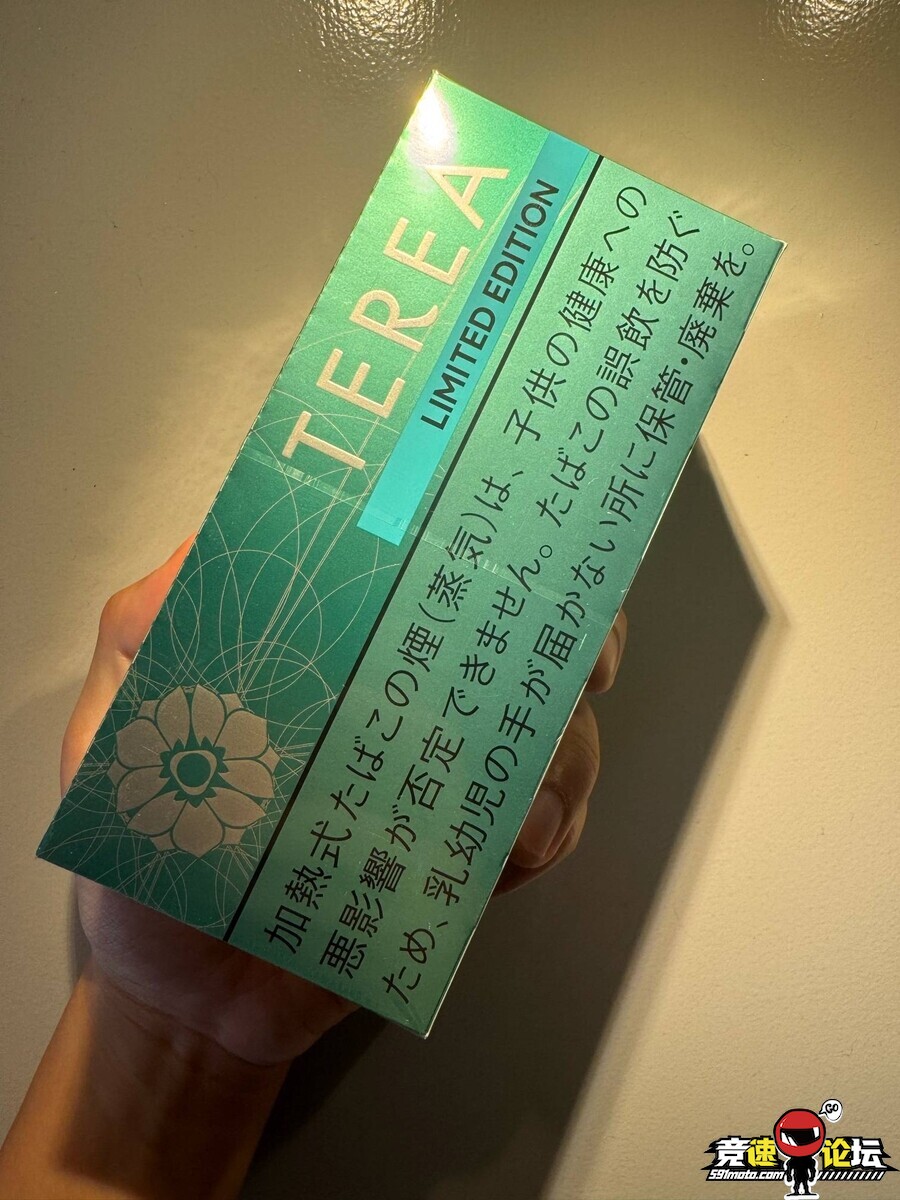 TEREA
LIMITED EDITION
加熱式たばこの煙(蒸気)は、子供の健康への
悪影響が否定できません。たばこの誤飲を防ぐ
ため、乳幼児の手が届かない所に保管・廃棄を。
GO
竞速论坛
591moto.com